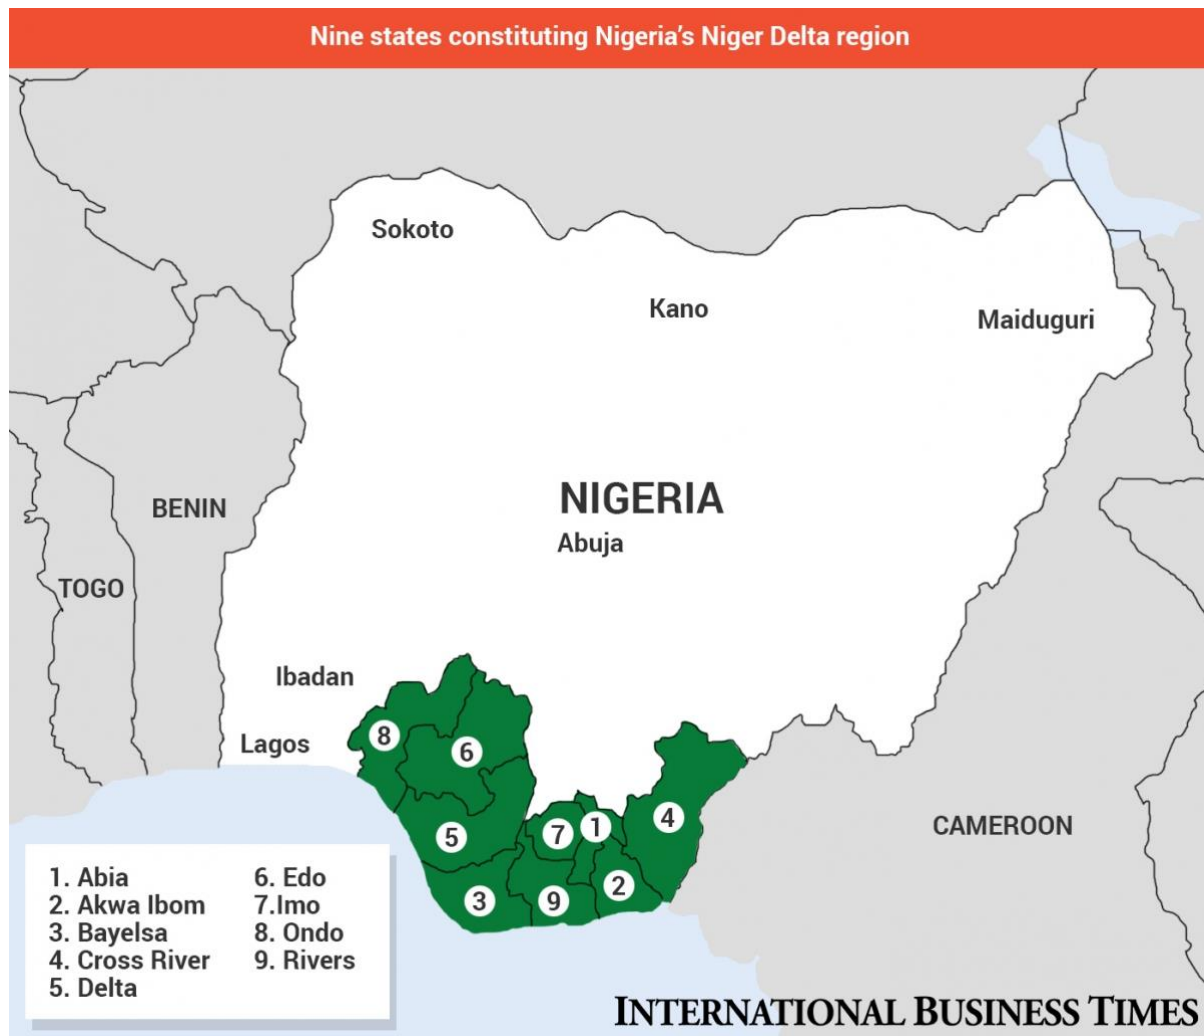 Nine states constituting Nigeria's Niger Delta region
Sokoto
Kano
Maiduguri
NIGERIA
Abuja
BENIN
TOGO
Ibadan
Lagos
8
6
5
7
1
4
3
9
2
CAMEROON
1. Abia
2. Akwa Ibom
3. Bayelsa
4. Cross River
5. Delta
6. Edo
7.Imo
8. Ondo
9. Rivers
INTERNATIONAL BUSINESS TIMES